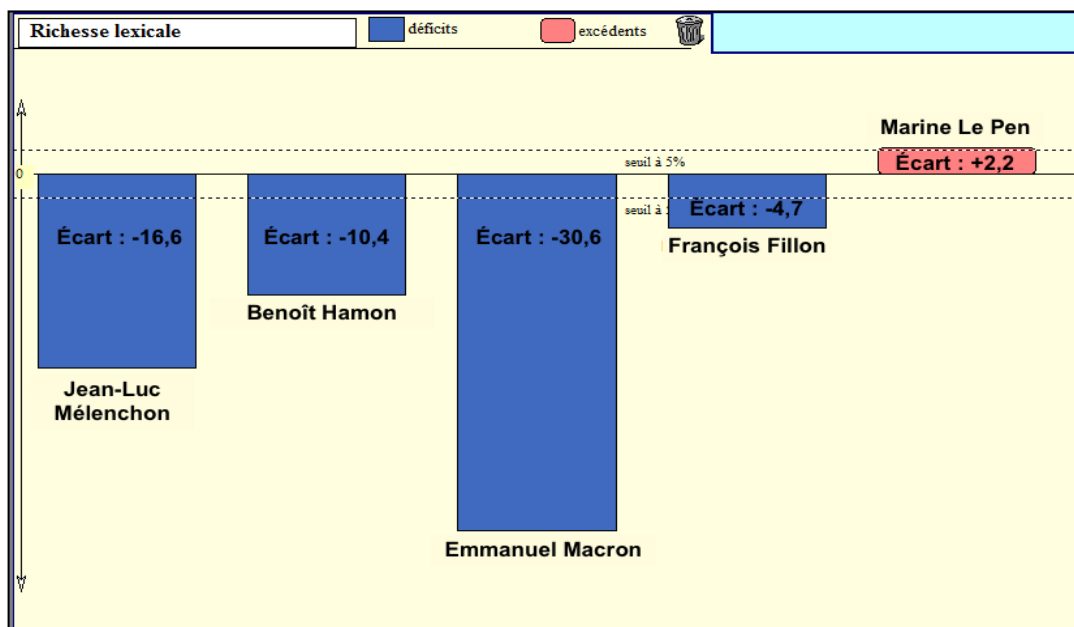 Richesse lexicale
déficits
excédents
Marine Le Pen
seuil à 5%
Écart : +2,2
0
seuil à
Écart : -4,7
Écart : -16,6
Écart : -10,4
Écart : -30,6
François Fillon
Benoît Hamon
Jean-Luc
Mélenchon
Emmanuel Macron